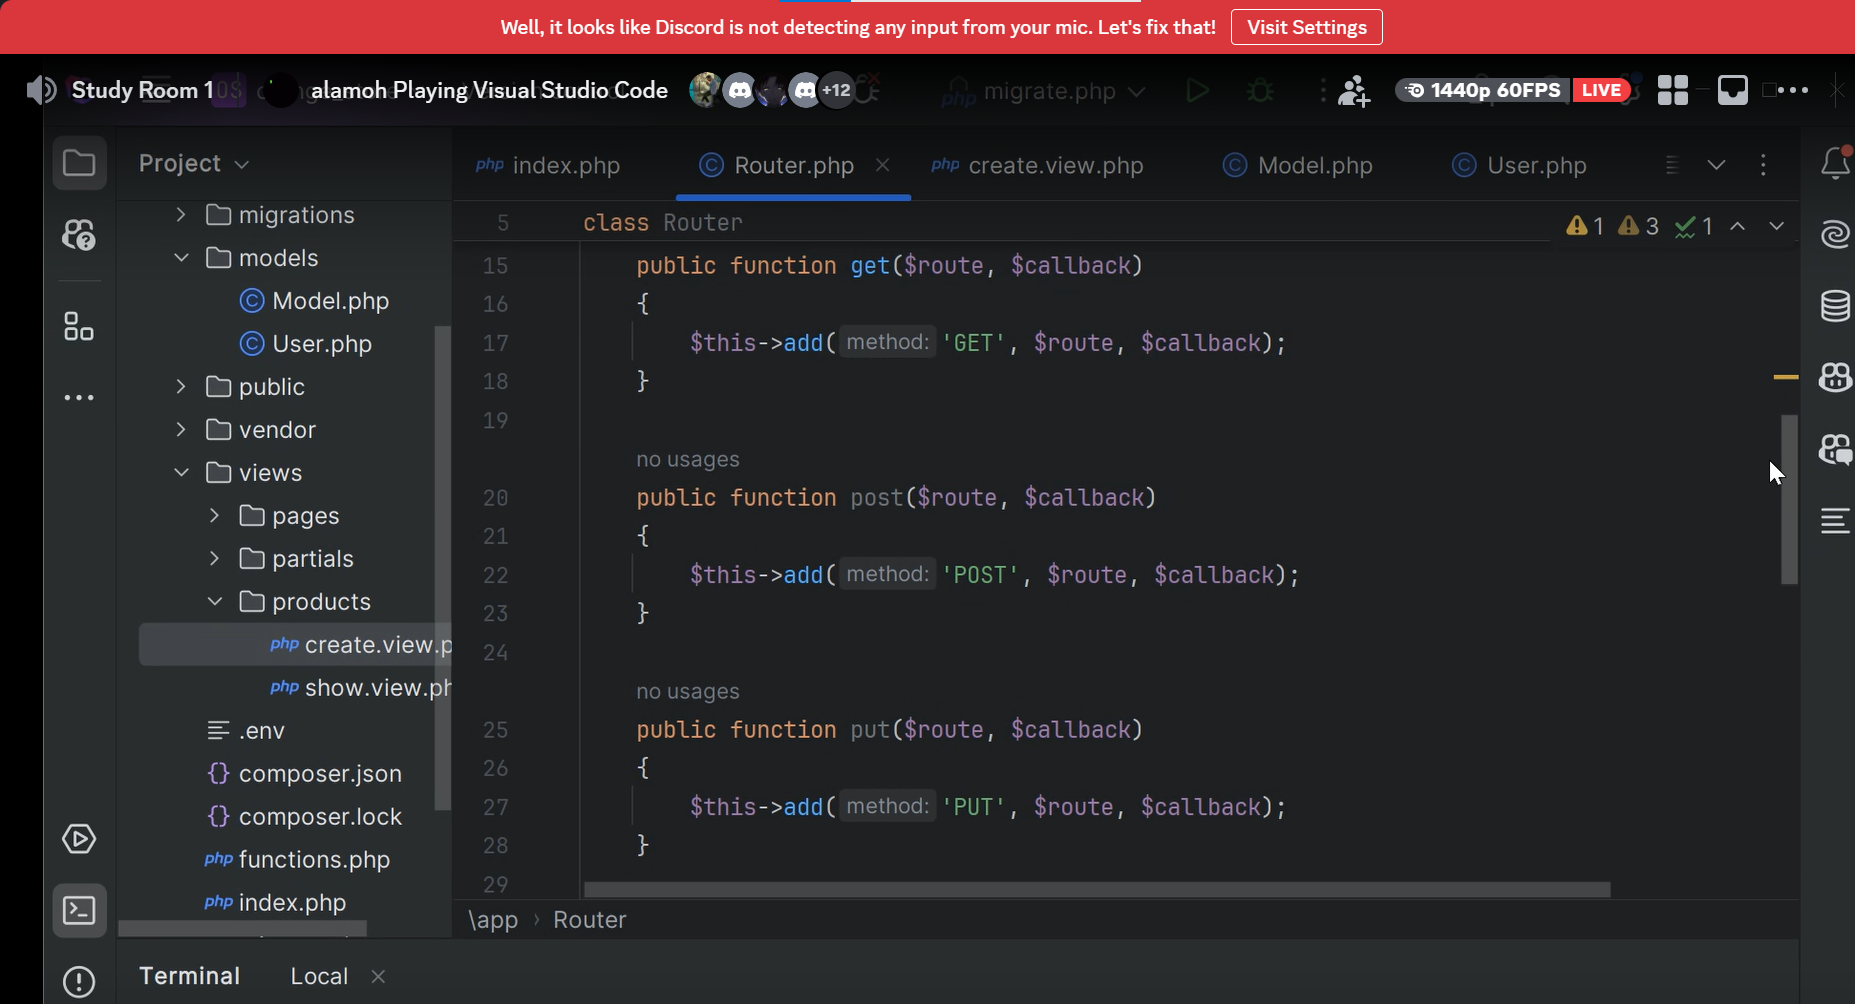 Well, it looks like Discord is not detecting any input from your mic. Let's fix that! Visit Settings
Study Room 1 alamoh Playing Visual Studio Code +12 migrate.php 1440p 60FPS LIVE
Project
index.php
Router.php
create.view.php
Model.php
User.php
migrations
models
Model.php
User.php
public
vendor
views
pages
partials
products
php create.view.p
php show.view.ph
.env
{} composer.json
{} composer.lock
php functions.php
php index.php
5 class Router 1 3 1
15 public function get($route, $callback)
16 {
17 $this->add( method: 'GET', $route, $callback);
18 }
19
no usages
20 public function post($route, $callback)
21 {
22 $this->add( method: 'POST', $route, $callback);
23 }
24
no usages
25 public function put($route, $callback)
26 {
27 $this->add( method: 'PUT', $route, $callback);
28 }
29
\app › Router
Terminal Local